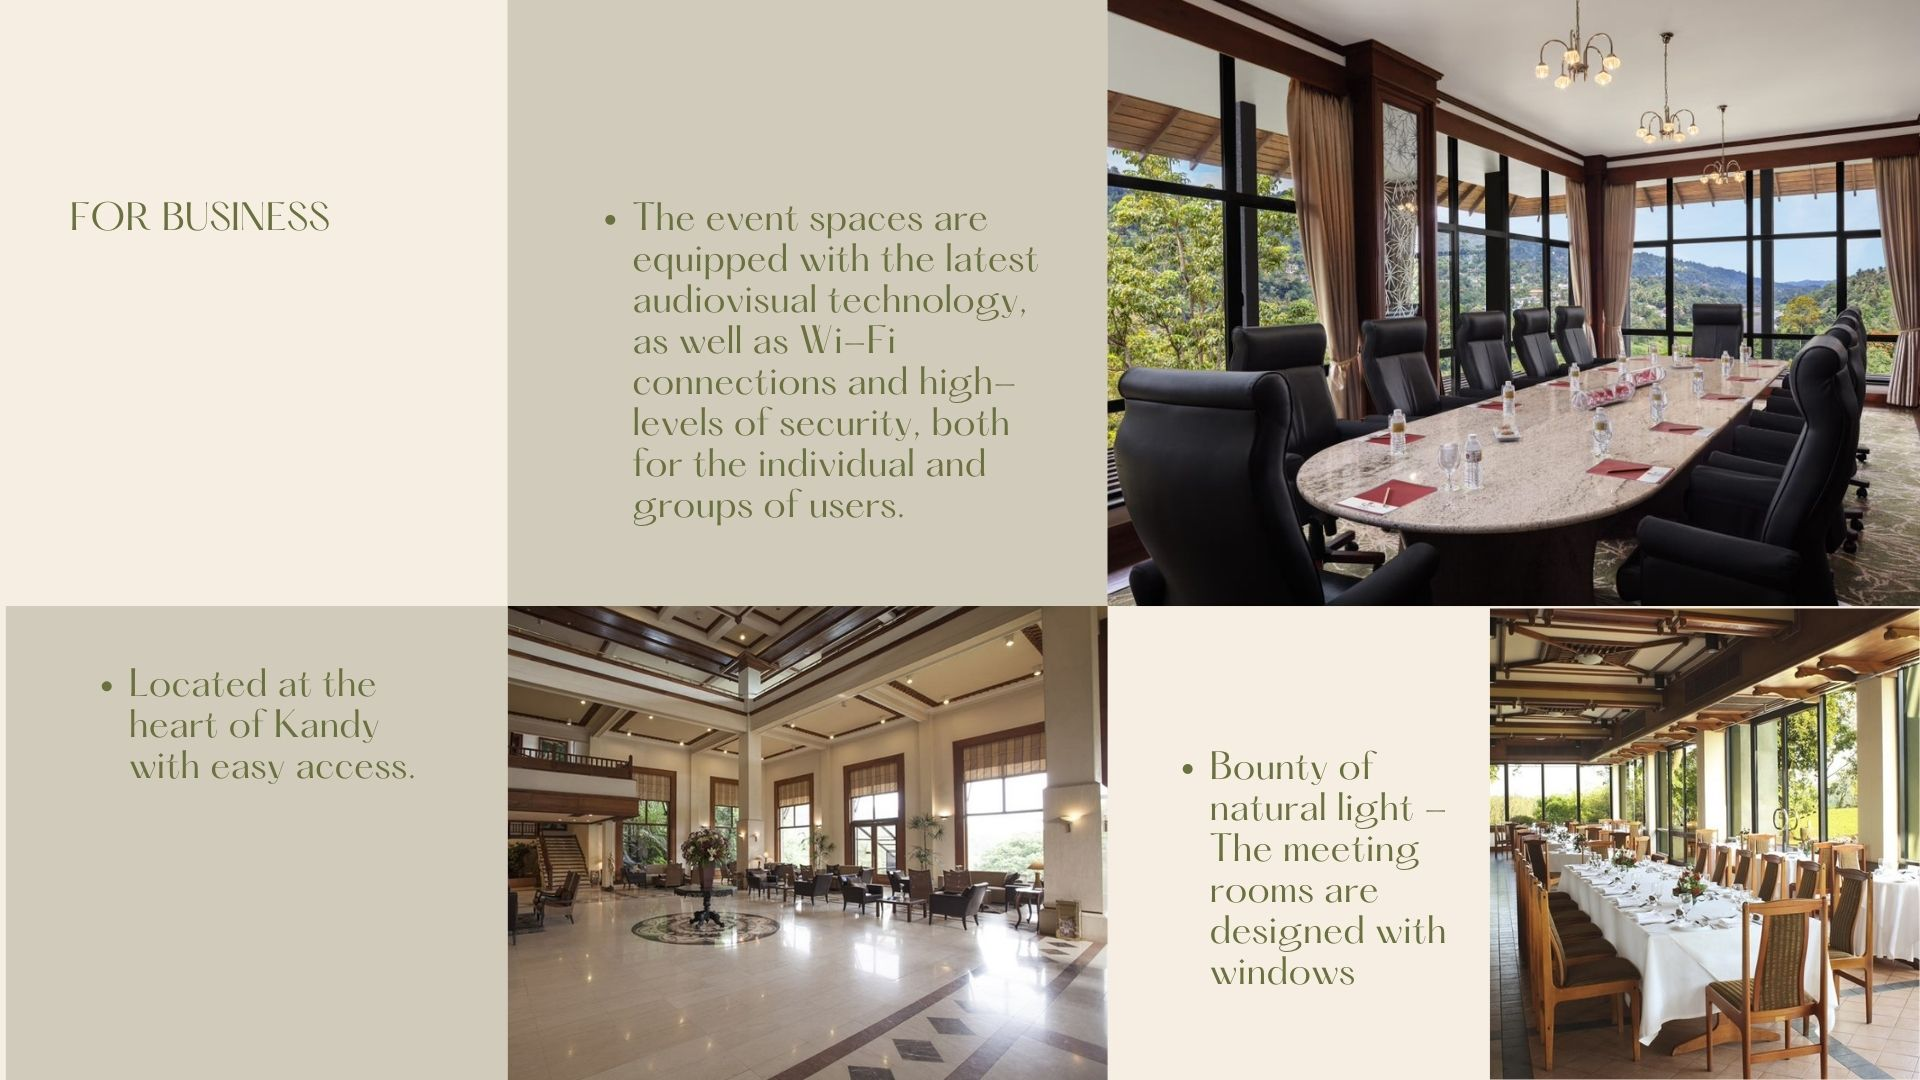 FOR BUSINESS
• The event spaces are
equipped with the latest
audiovisual technology,
as well as Wi-Fi
connections and high-
levels of security, both
for the individual and
groups of users.
• Located at the
heart of Kandy
with easy access.
• Bounty of
natural light -
The meeting
rooms are
designed with
windows